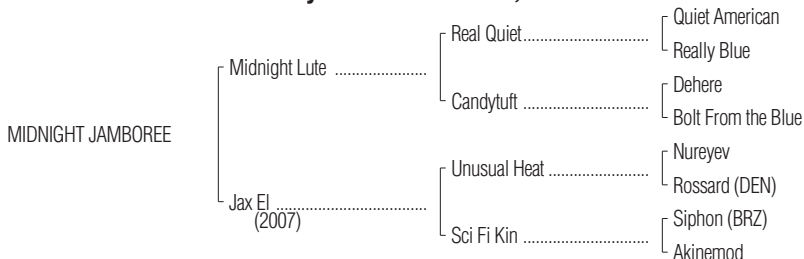 Quiet American
Real Quiet
Really Blue
Midnight Lute
Dehere
Candytuft
Bolt From the Blue
MIDNIGHT JAMBOREE
Nureyev
Unusual Heat
Rossard (DEN)
Jax El
(2007)
Siphon (BRZ)
Sci Fi Kin
Akinemod